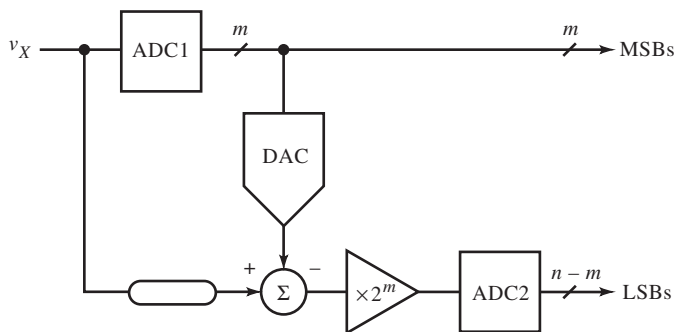 v_X
ADC1
m
m
MSBs
DAC
+
−
Σ
×2^m
ADC2
n − m
LSBs